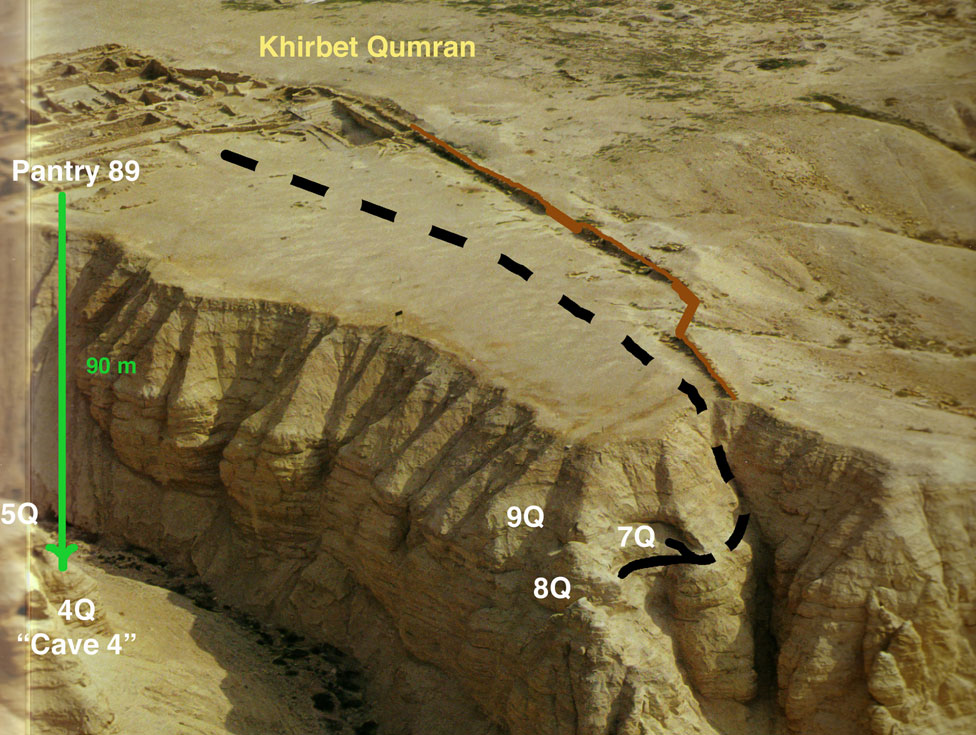 Khirbet Qumran
Pantry 89
90 m
5Q
9Q
7Q
8Q
4Q
“Cave 4”